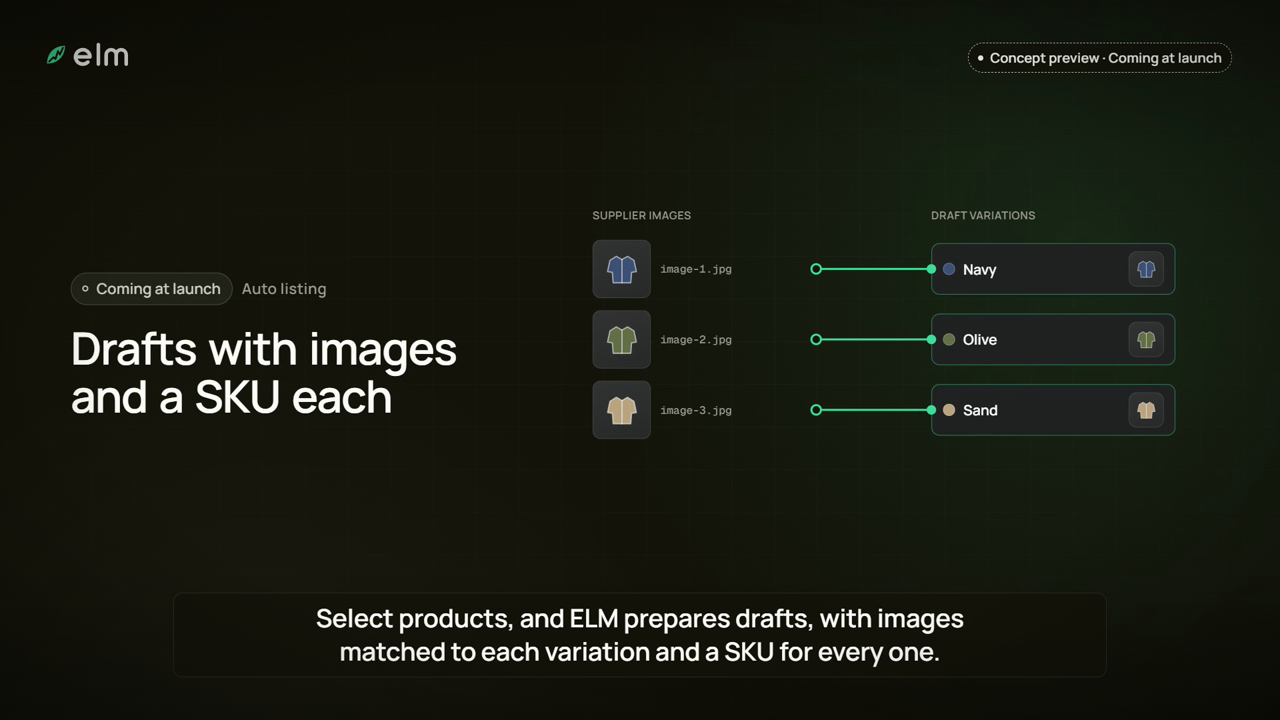 elm
Concept preview · Coming at launch
Coming at launch
Auto listing
Drafts with images
and a SKU each
SUPPLIER IMAGES
DRAFT VARIATIONS
image-1.jpg
Navy
image-2.jpg
Olive
image-3.jpg
Sand
Select products, and ELM prepares drafts, with images
matched to each variation and a SKU for every one.